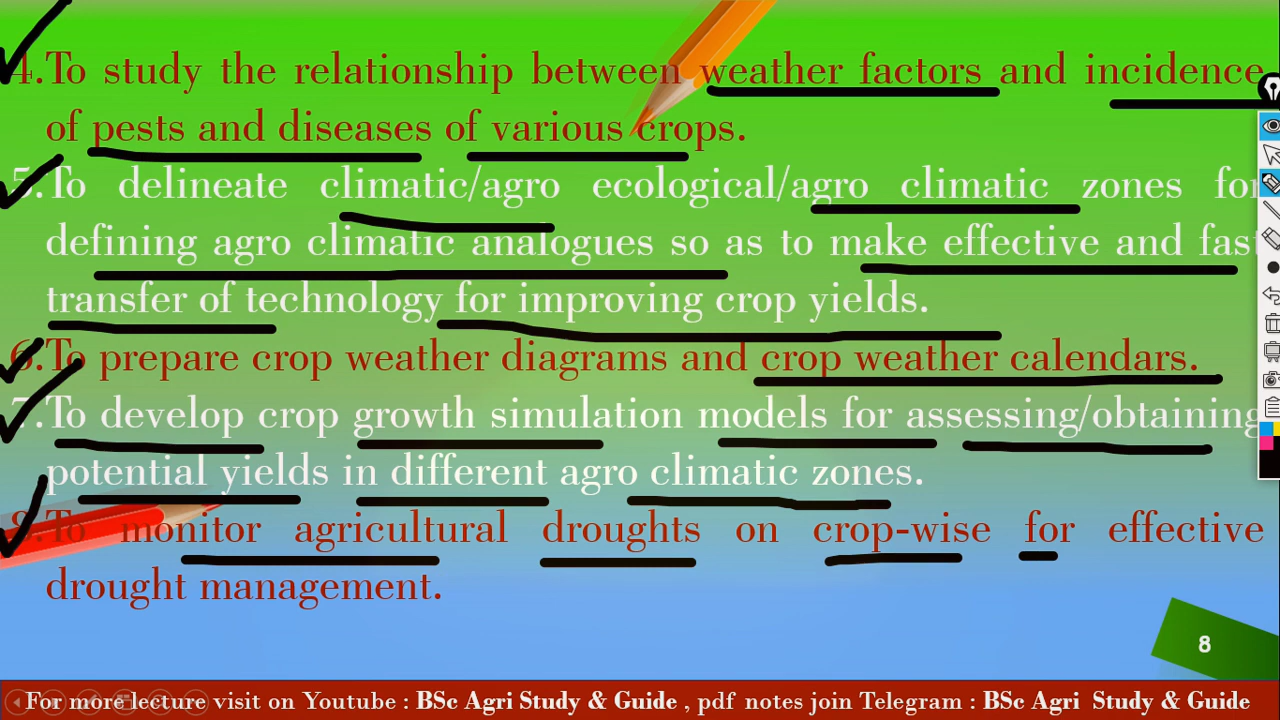 4.To study the relationship between weather factors and incidence
of pests and diseases of various crops.
5.To delineate climatic/agro ecological/agro climatic zones for
defining agro climatic analogues so as to make effective and fast
transfer of technology for improving crop yields.
6.To prepare crop weather diagrams and crop weather calendars.
7.To develop crop growth simulation models for assessing/obtaining
potential yields in different agro climatic zones.
8.To monitor agricultural droughts on crop-wise for effective
drought management.
8
For more lecture visit on Youtube : BSc Agri Study & Guide , pdf notes join Telegram : BSc Agri Study & Guide